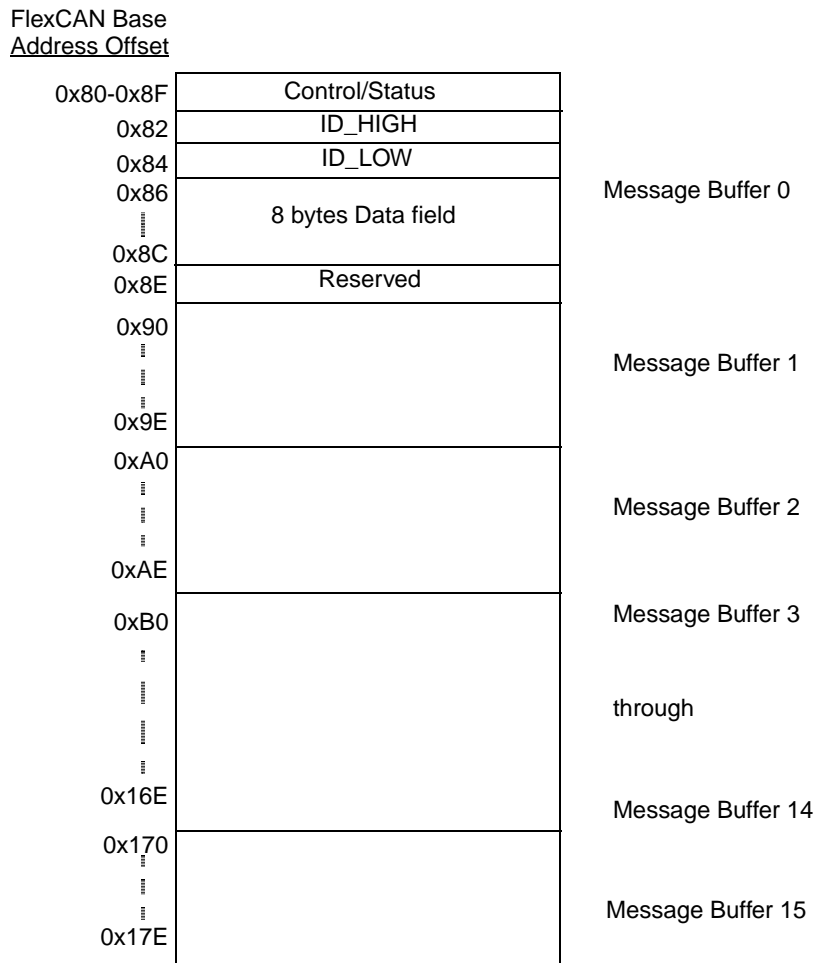 FlexCAN Base
Address Offset
0x80-0x8F Control/Status
0x82 ID_HIGH
0x84 ID_LOW
0x86
8 bytes Data field
Message Buffer 0
0x8C
0x8E Reserved
0x90
Message Buffer 1
0x9E
0xA0
Message Buffer 2
0xAE
0xB0
Message Buffer 3
through
0x16E
Message Buffer 14
0x170
Message Buffer 15
0x17E